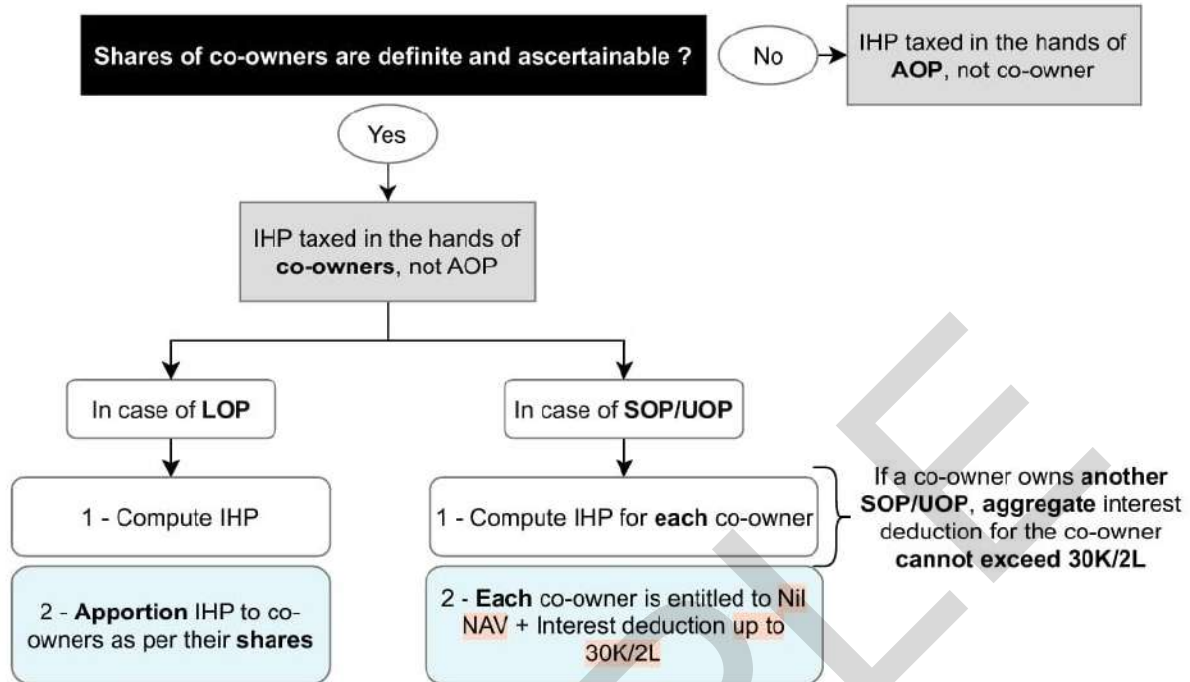 Shares of co-owners are definite and ascertainable ?
No
IHP taxed in the hands of
AOP, not co-owner
Yes
IHP taxed in the hands of
co-owners, not AOP
In case of LOP
In case of SOP/UOP
1 - Compute IHP
1 - Compute IHP for each co-owner
If a co-owner owns another
SOP/UOP, aggregate interest
deduction for the co-owner
cannot exceed 30K/2L
2 - Apportion IHP to co-
owners as per their shares
2 - Each co-owner is entitled to Nil
NAV + Interest deduction up to
30K/2L
PLE